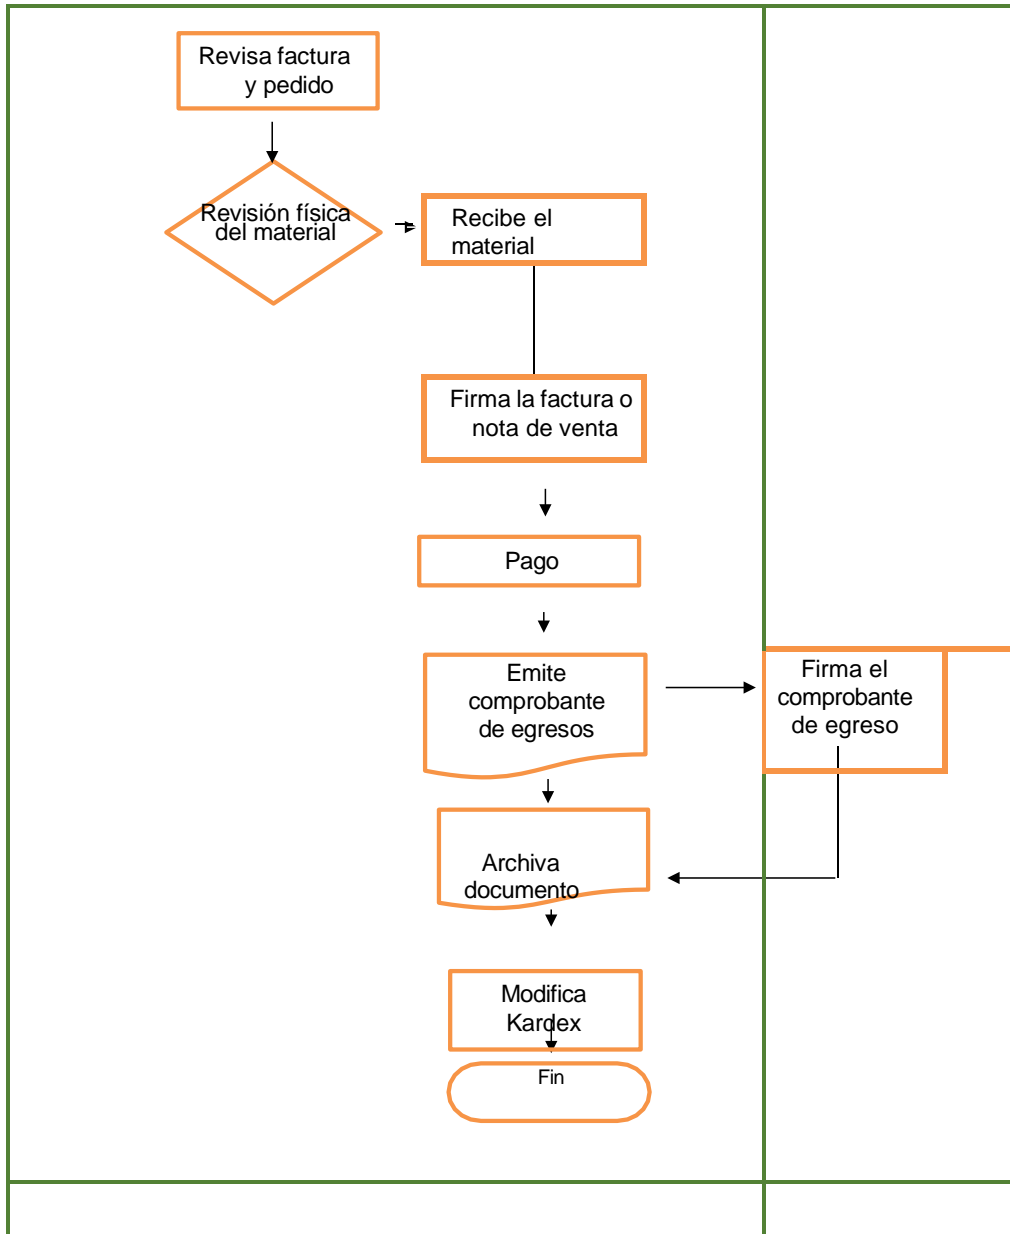 Revisa factura
y pedido
Revisión física
del material
Recibe el
material
Firma la factura o
nota de venta
Pago
Emite
comprobante
de egresos
Firma el
comprobante
de egreso
Archiva
documento
Modifica
Kardex
Fin